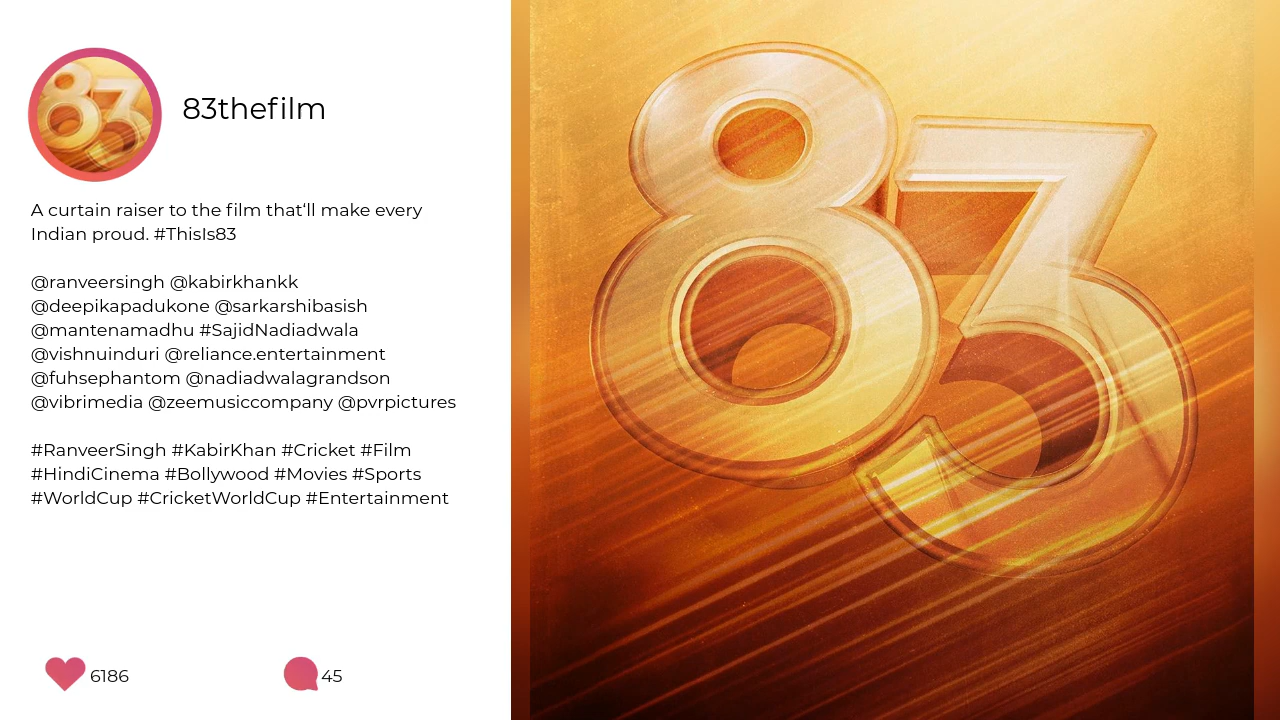 83thefilm
A curtain raiser to the film that‘ll make every
Indian proud. #ThisIs83
@ranveersingh @kabirkhankk
@deepikapadukone @sarkarshibasish
@mantenamadhu #SajidNadiadwala
@vishnuinduri @reliance.entertainment
@fuhsephantom @nadiadwalagrandson
@vibrimedia @zeemusiccompany @pvrpictures
#RanveerSingh #KabirKhan #Cricket #Film
#HindiCinema #Bollywood #Movies #Sports
#WorldCup #CricketWorldCup #Entertainment
6186
45
83
83